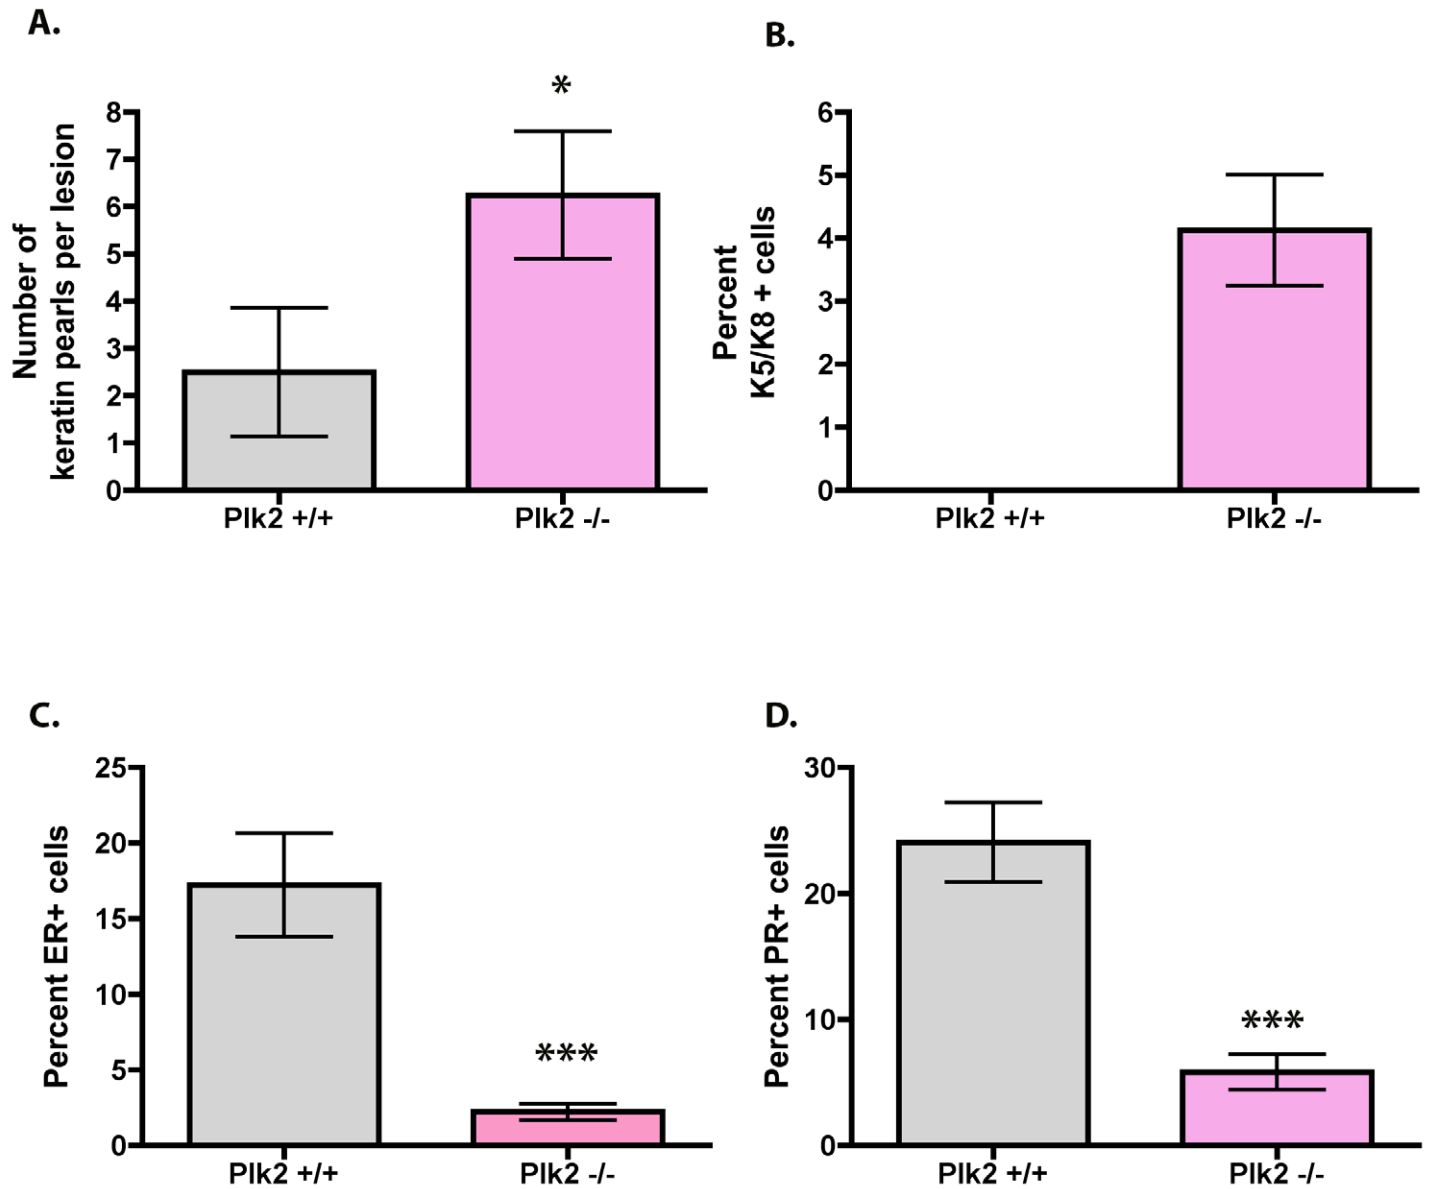 A.
*
Number of
keratin pearls per lesion
8
7
6
5
4
3
2
1
0
Plk2 +/+
Plk2 -/-
B.
Percent
K5/K8 + cells
6
5
4
3
2
1
0
Plk2 +/+
Plk2 -/-
C.
Percent ER+ cells
25
20
15
10
5
0
***
Plk2 +/+
Plk2 -/-
D.
Percent PR+ cells
30
20
10
0
***
Plk2 +/+
Plk2 -/-